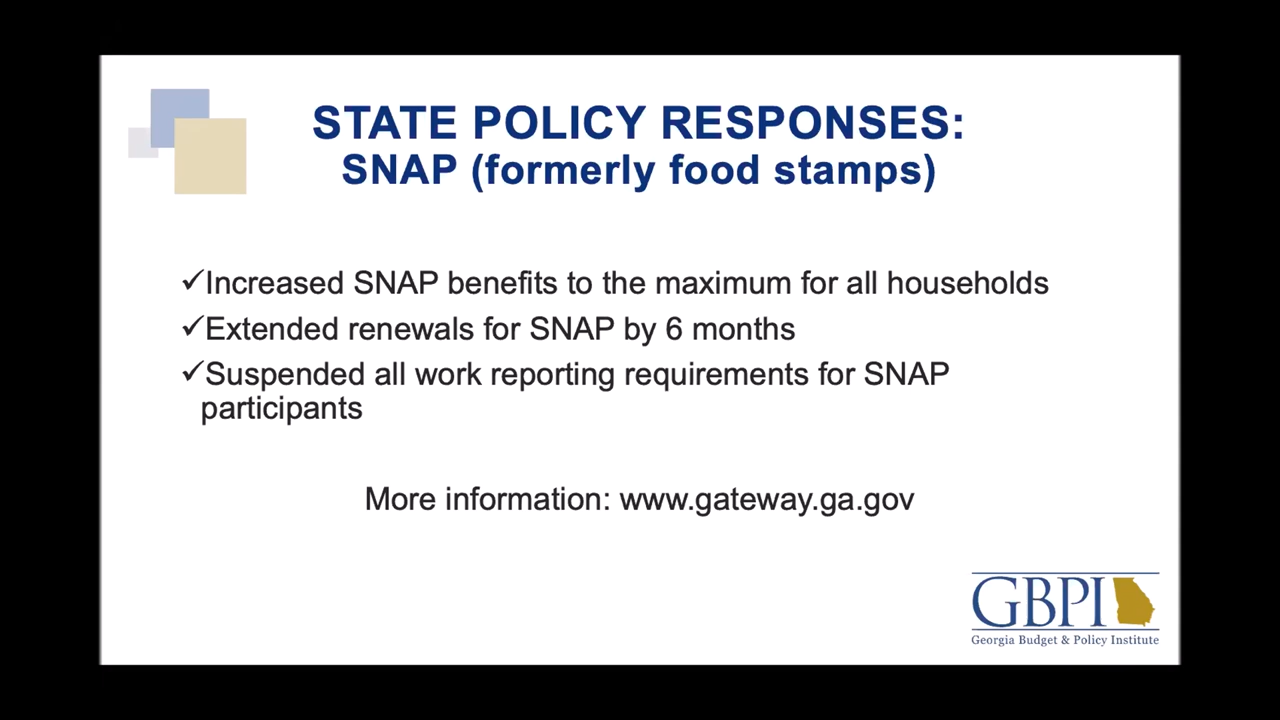 STATE POLICY RESPONSES:
SNAP (formerly food stamps)
✓Increased SNAP benefits to the maximum for all households
✓Extended renewals for SNAP by 6 months
✓Suspended all work reporting requirements for SNAP
participants
More information: www.gateway.ga.gov
GBPI
Georgia Budget & Policy Institute